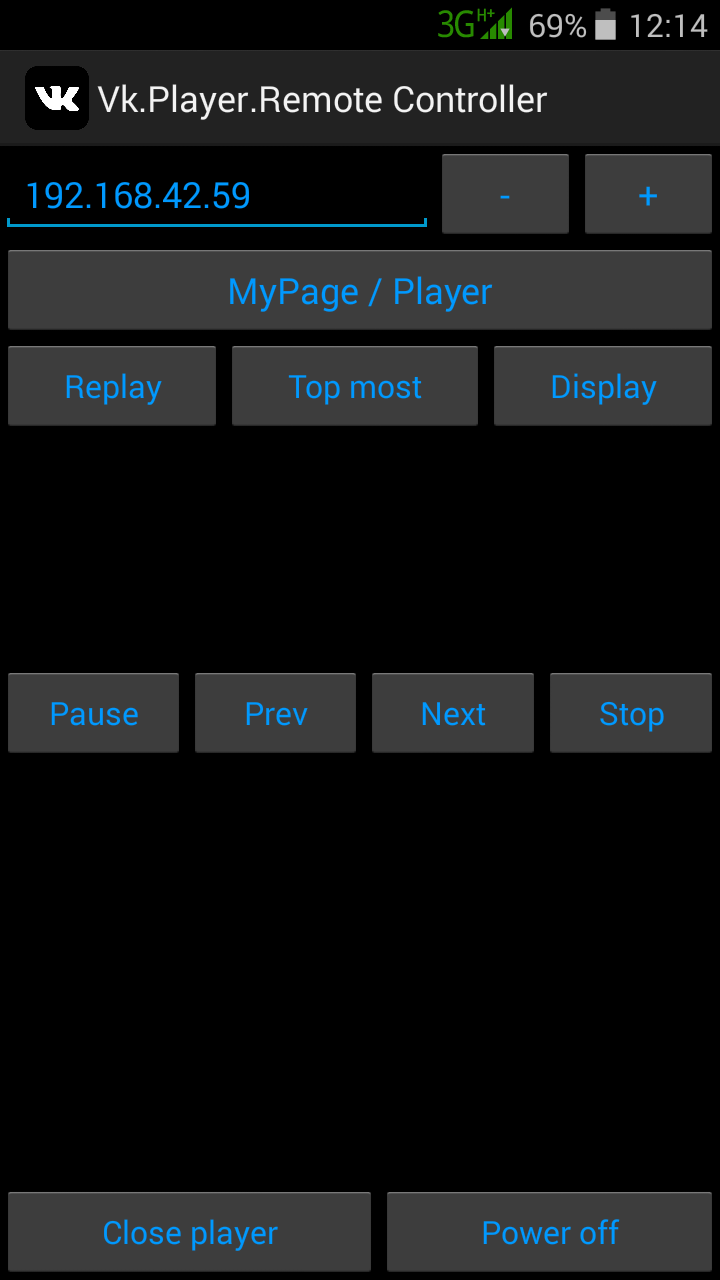 3G H+ 69% 12:14
Vk.Player.Remote Controller
192.168.42.59 - +
MyPage / Player
Replay Top most Display
Pause Prev Next Stop
Close player Power off